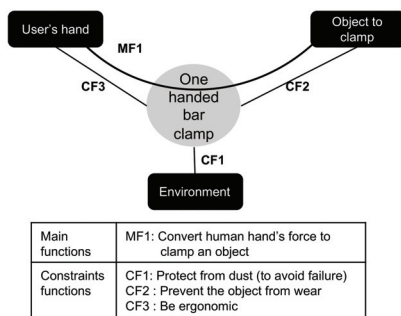 User's hand
Object to
clamp
MF1
One
handed
bar
clamp
CF3
CF2
CF1
Environment
Main
functions
MF1: Convert human hand's force to
clamp an object
Constraints
functions
CF1: Protect from dust (to avoid failure)
CF2 : Prevent the object from wear
CF3 : Be ergonomic